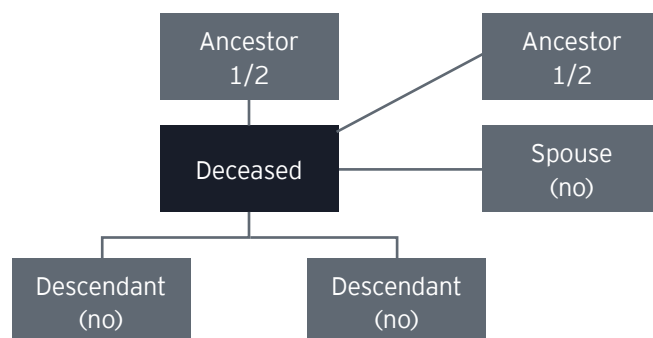 Ancestor
1/2
Ancestor
1/2
Deceased
Spouse
(no)
Descendant
(no)
Descendant
(no)